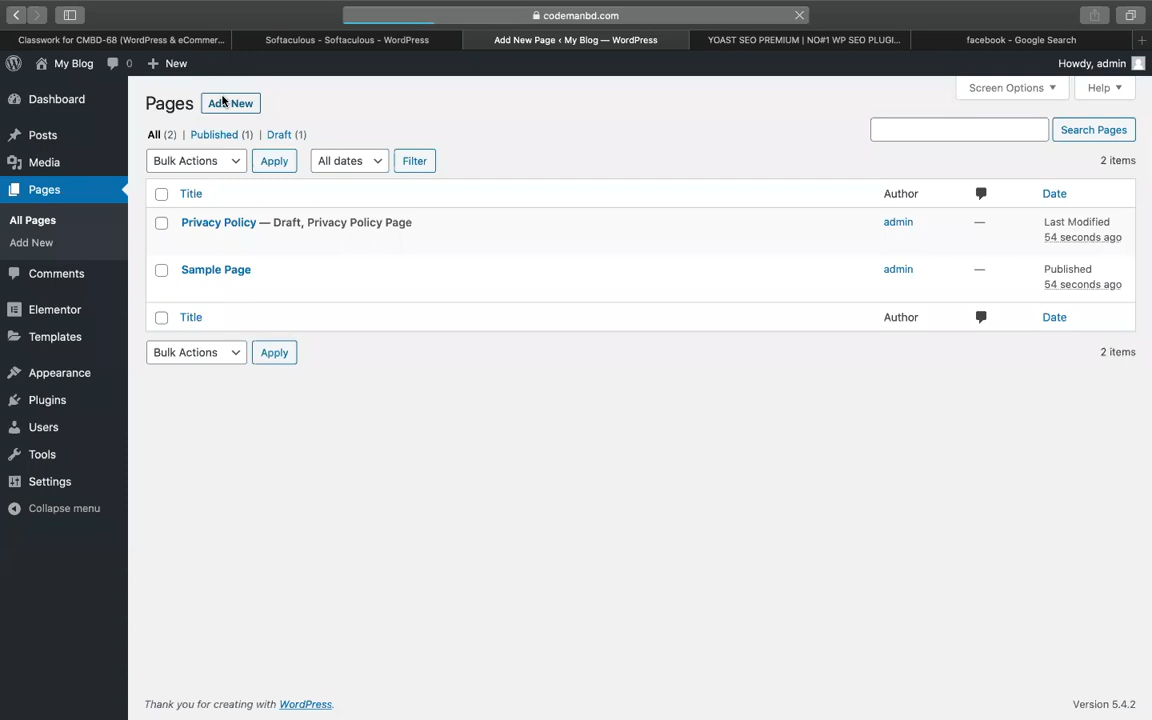 codemanbd.com
Classwork for CMBD-68 (WordPress & eCommer...
Softaculous - Softaculous - WordPress
Add New Page ‹ My Blog — WordPress
YOAST SEO PREMIUM | NO#1 WP SEO PLUGI...
facebook - Google Search
My Blog
0
New
Howdy, admin
Dashboard
Posts
Media
Pages
All Pages
Add New
Comments
Elementor
Templates
Appearance
Plugins
Users
Tools
Settings
Collapse menu
Screen Options
Help
Pages
Add New
All (2) | Published (1) | Draft (1)
Search Pages
Bulk Actions
Apply
All dates
Filter
2 items
Title
Author
Date
Privacy Policy — Draft, Privacy Policy Page
admin
—
Last Modified
54 seconds ago
Sample Page
admin
—
Published
54 seconds ago
Title
Author
Date
Bulk Actions
Apply
2 items
Thank you for creating with WordPress.
Version 5.4.2